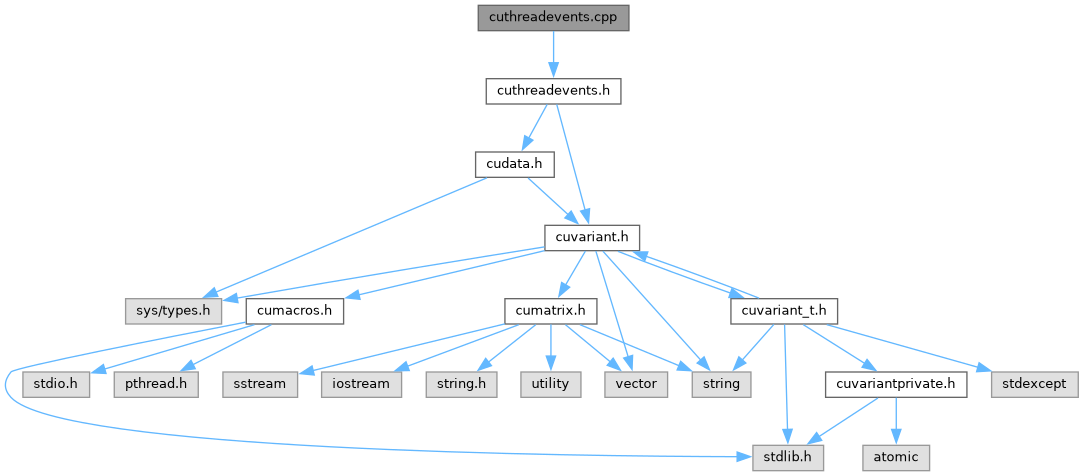 cuthreadevents.cpp
cuthreadevents.h
cudata.h
cuvariant.h
sys/types.h
cumacros.h
cumatrix.h
cuvariant_t.h
stdio.h
pthread.h
sstream
iostream
string.h
utility
vector
string
cuvariantprivate.h
stdexcept
stdlib.h
atomic